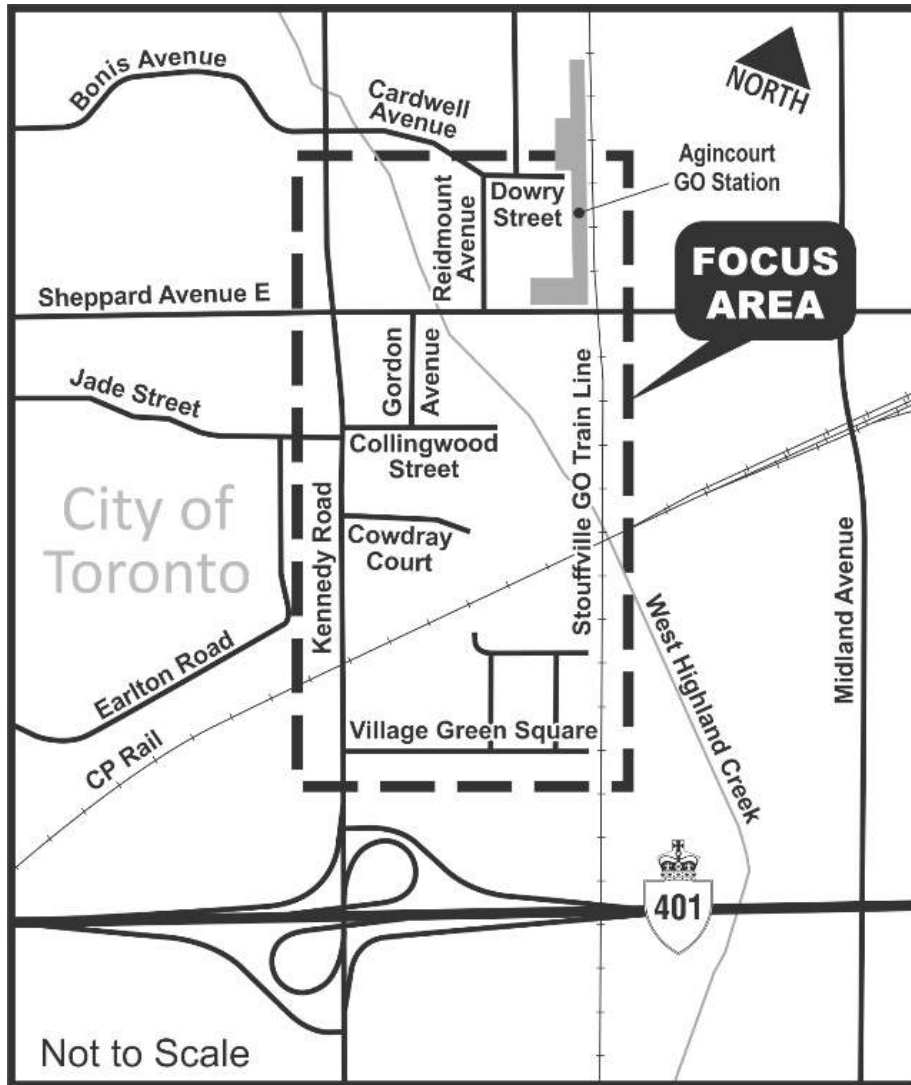 Bonis Avenue
Cardwell
Avenue
NORTH
Agincourt
GO Station
Dowry
Street
Reidmount
Avenue
FOCUS
AREA
Sheppard Avenue E
Gordon
Avenue
Jade Street
Collingwood
Street
Stouffville GO Train Line
City of
Toronto
Kennedy Road
Cowdray
Court
West Highland Creek
Midland Avenue
Earlton Road
CP Rail
Village Green Square
401
Not to Scale